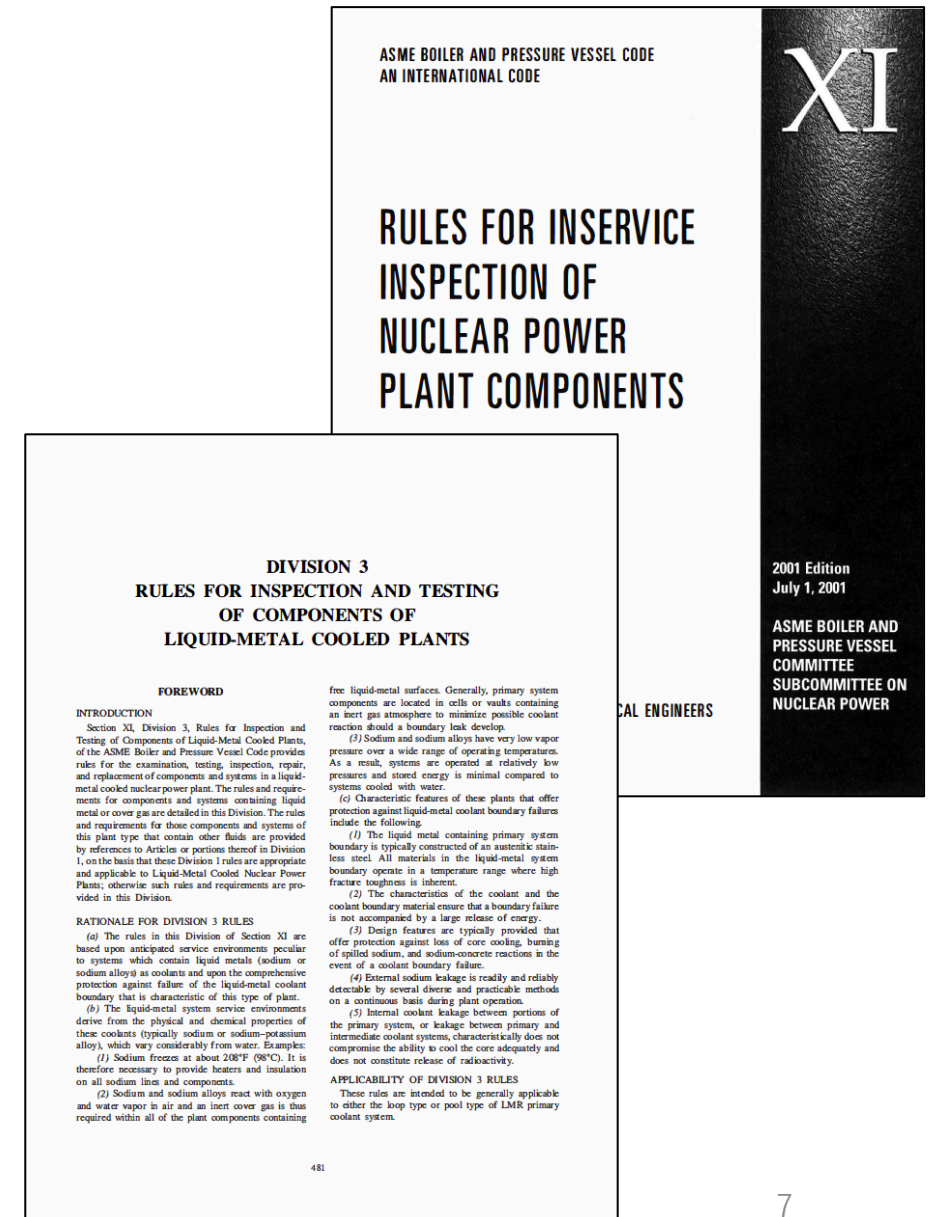 ASME BOILER AND PRESSURE VESSEL CODE
AN INTERNATIONAL CODE
XI
RULES FOR INSERVICE
INSPECTION OF
NUCLEAR POWER
PLANT COMPONENTS
2001 Edition
July 1, 2001
ASME BOILER AND
PRESSURE VESSEL
COMMITTEE
SUBCOMMITTEE ON
NUCLEAR POWER
CAL ENGINEERS
DIVISION 3
RULES FOR INSPECTION AND TESTING
OF COMPONENTS OF
LIQUID-METAL COOLED PLANTS
FOREWORD
INTRODUCTION
Section XI, Division 3, Rules for Inspection and
Testing of Components of Liquid-Metal Cooled Plants,
of the ASME Boiler and Pressure Vessel Code provides
rules for the examination, testing, inspection, repair,
and replacement of components and systems in a liquid-
metal cooled nuclear power plant. The rules and require-
ments for components and systems containing liquid
metal or cover gas are detailed in this Division. The rules
and requirements for those components and systems of
this plant type that contain other fluids are provided
by references to Articles or portions thereof in Division
1, on the basis that these Division 1 rules are appropriate
and applicable to Liquid-Metal Cooled Nuclear Power
Plants; otherwise such rules and requirements are pro-
vided in this Division.
RATIONALE FOR DIVISION 3 RULES
(a) The rules in this Division of Section XI are
based upon anticipated service environments peculiar
to systems which contain liquid metals (sodium or
sodium alloys) as coolants and upon the comprehensive
protection against failure of the liquid-metal coolant
boundary that is characteristic of this type of plant.
(b) The liquid-metal system service environments
derive from the physical and chemical properties of
these coolants (typically sodium or sodium–potassium
alloy), which vary considerably from water. Examples:
(1) Sodium freezes at about 208°F (98°C). It is
therefore necessary to provide heaters and insulation
on all sodium lines and components.
(2) Sodium and sodium alloys react with oxygen
and water vapor in air and an inert cover gas is thus
required within all of the plant components containing
free liquid-metal surfaces. Generally, primary system
components are located in cells or vaults containing
an inert gas atmosphere to minimize possible coolant
reaction should a boundary leak develop.
(3) Sodium and sodium alloys have very low vapor
pressure over a wide range of operating temperatures.
As a result, systems are operated at relatively low
pressures and stored energy is minimal compared to
systems cooled with water.
(c) Characteristic features of these plants that offer
protection against liquid-metal coolant boundary failures
include the following.
(1) The liquid metal containing primary system
boundary is typically constructed of an austenitic stain-
less steel. All materials in the liquid-metal system
boundary operate in a temperature range where high
fracture toughness is inherent.
(2) The characteristics of the coolant and the
coolant boundary material ensure that a boundary failure
is not accompanied by a large release of energy.
(3) Design features are typically provided that
offer protection against loss of core cooling, burning
of spilled sodium, and sodium-concrete reactions in the
event of a coolant boundary failure.
(4) External sodium leakage is readily and reliably
detectable by several diverse and practicable methods
on a continuous basis during plant operation.
(5) Internal coolant leakage between portions of
the primary system, or leakage between primary and
intermediate coolant systems, characteristically does not
compromise the ability to cool the core adequately and
does not constitute release of radioactivity.
APPLICABILITY OF DIVISION 3 RULES
These rules are intended to be generally applicable
to either the loop type or pool type of LMR primary
coolant system.
481
7